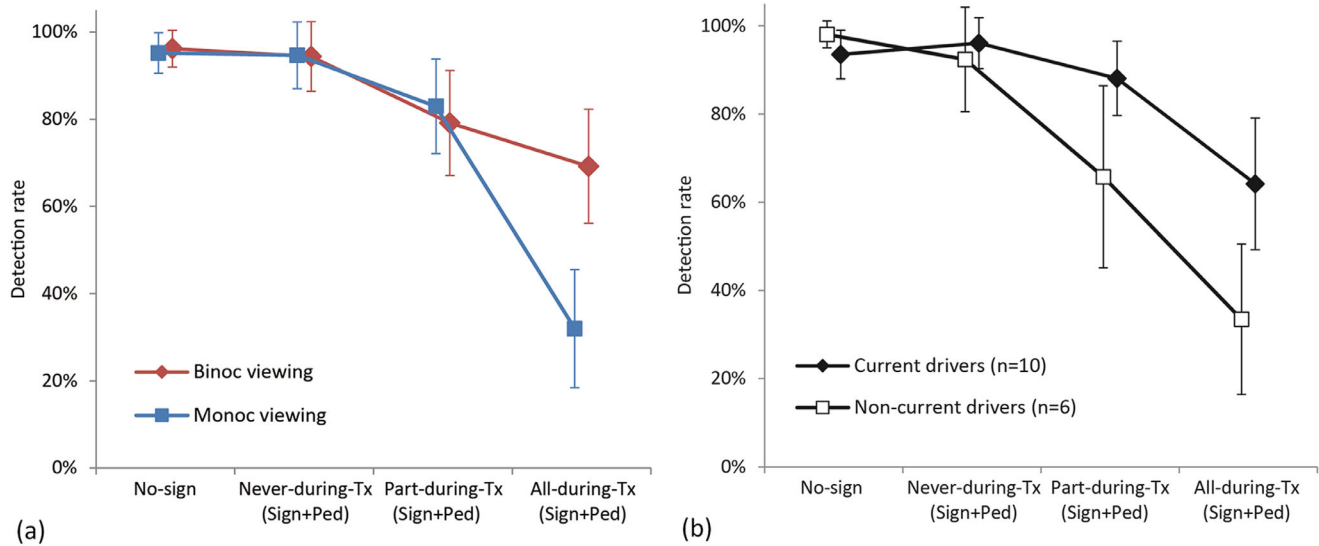 100%
80%
60%
40%
20%
0%
Detection rate
Binoc viewing
Monoc viewing
No-sign
Never-during-Tx
(Sign+Ped)
Part-during-Tx
(Sign+Ped)
All-during-Tx
(Sign+Ped)
(a)
100%
80%
60%
40%
20%
0%
Detection rate
Current drivers (n=10)
Non-current drivers (n=6)
No-sign
Never-during-Tx
(Sign+Ped)
Part-during-Tx
(Sign+Ped)
All-during-Tx
(Sign+Ped)
(b)